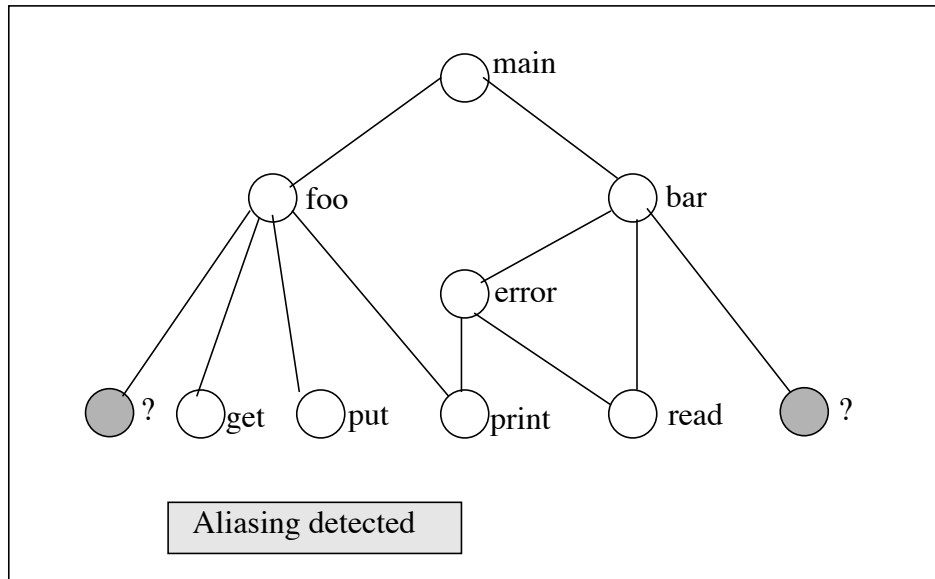 main
foo
bar
error
?
get
put
print
read
?
Aliasing detected